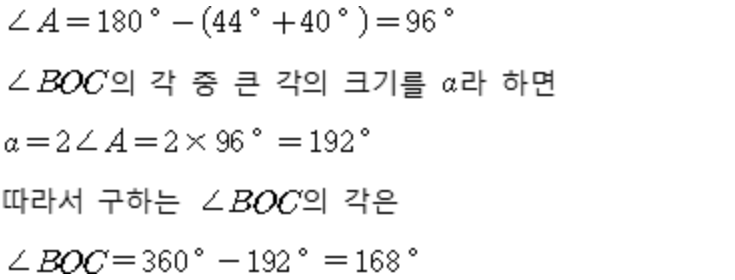 ∠A=180°-(44°+40°)=96°
∠BOC의 각 중 큰 각의 크기를 a라 하면
a=2∠A=2×96°=192°
따라서 구하는 ∠BOC의 각은
∠BOC=360°-192°=168°